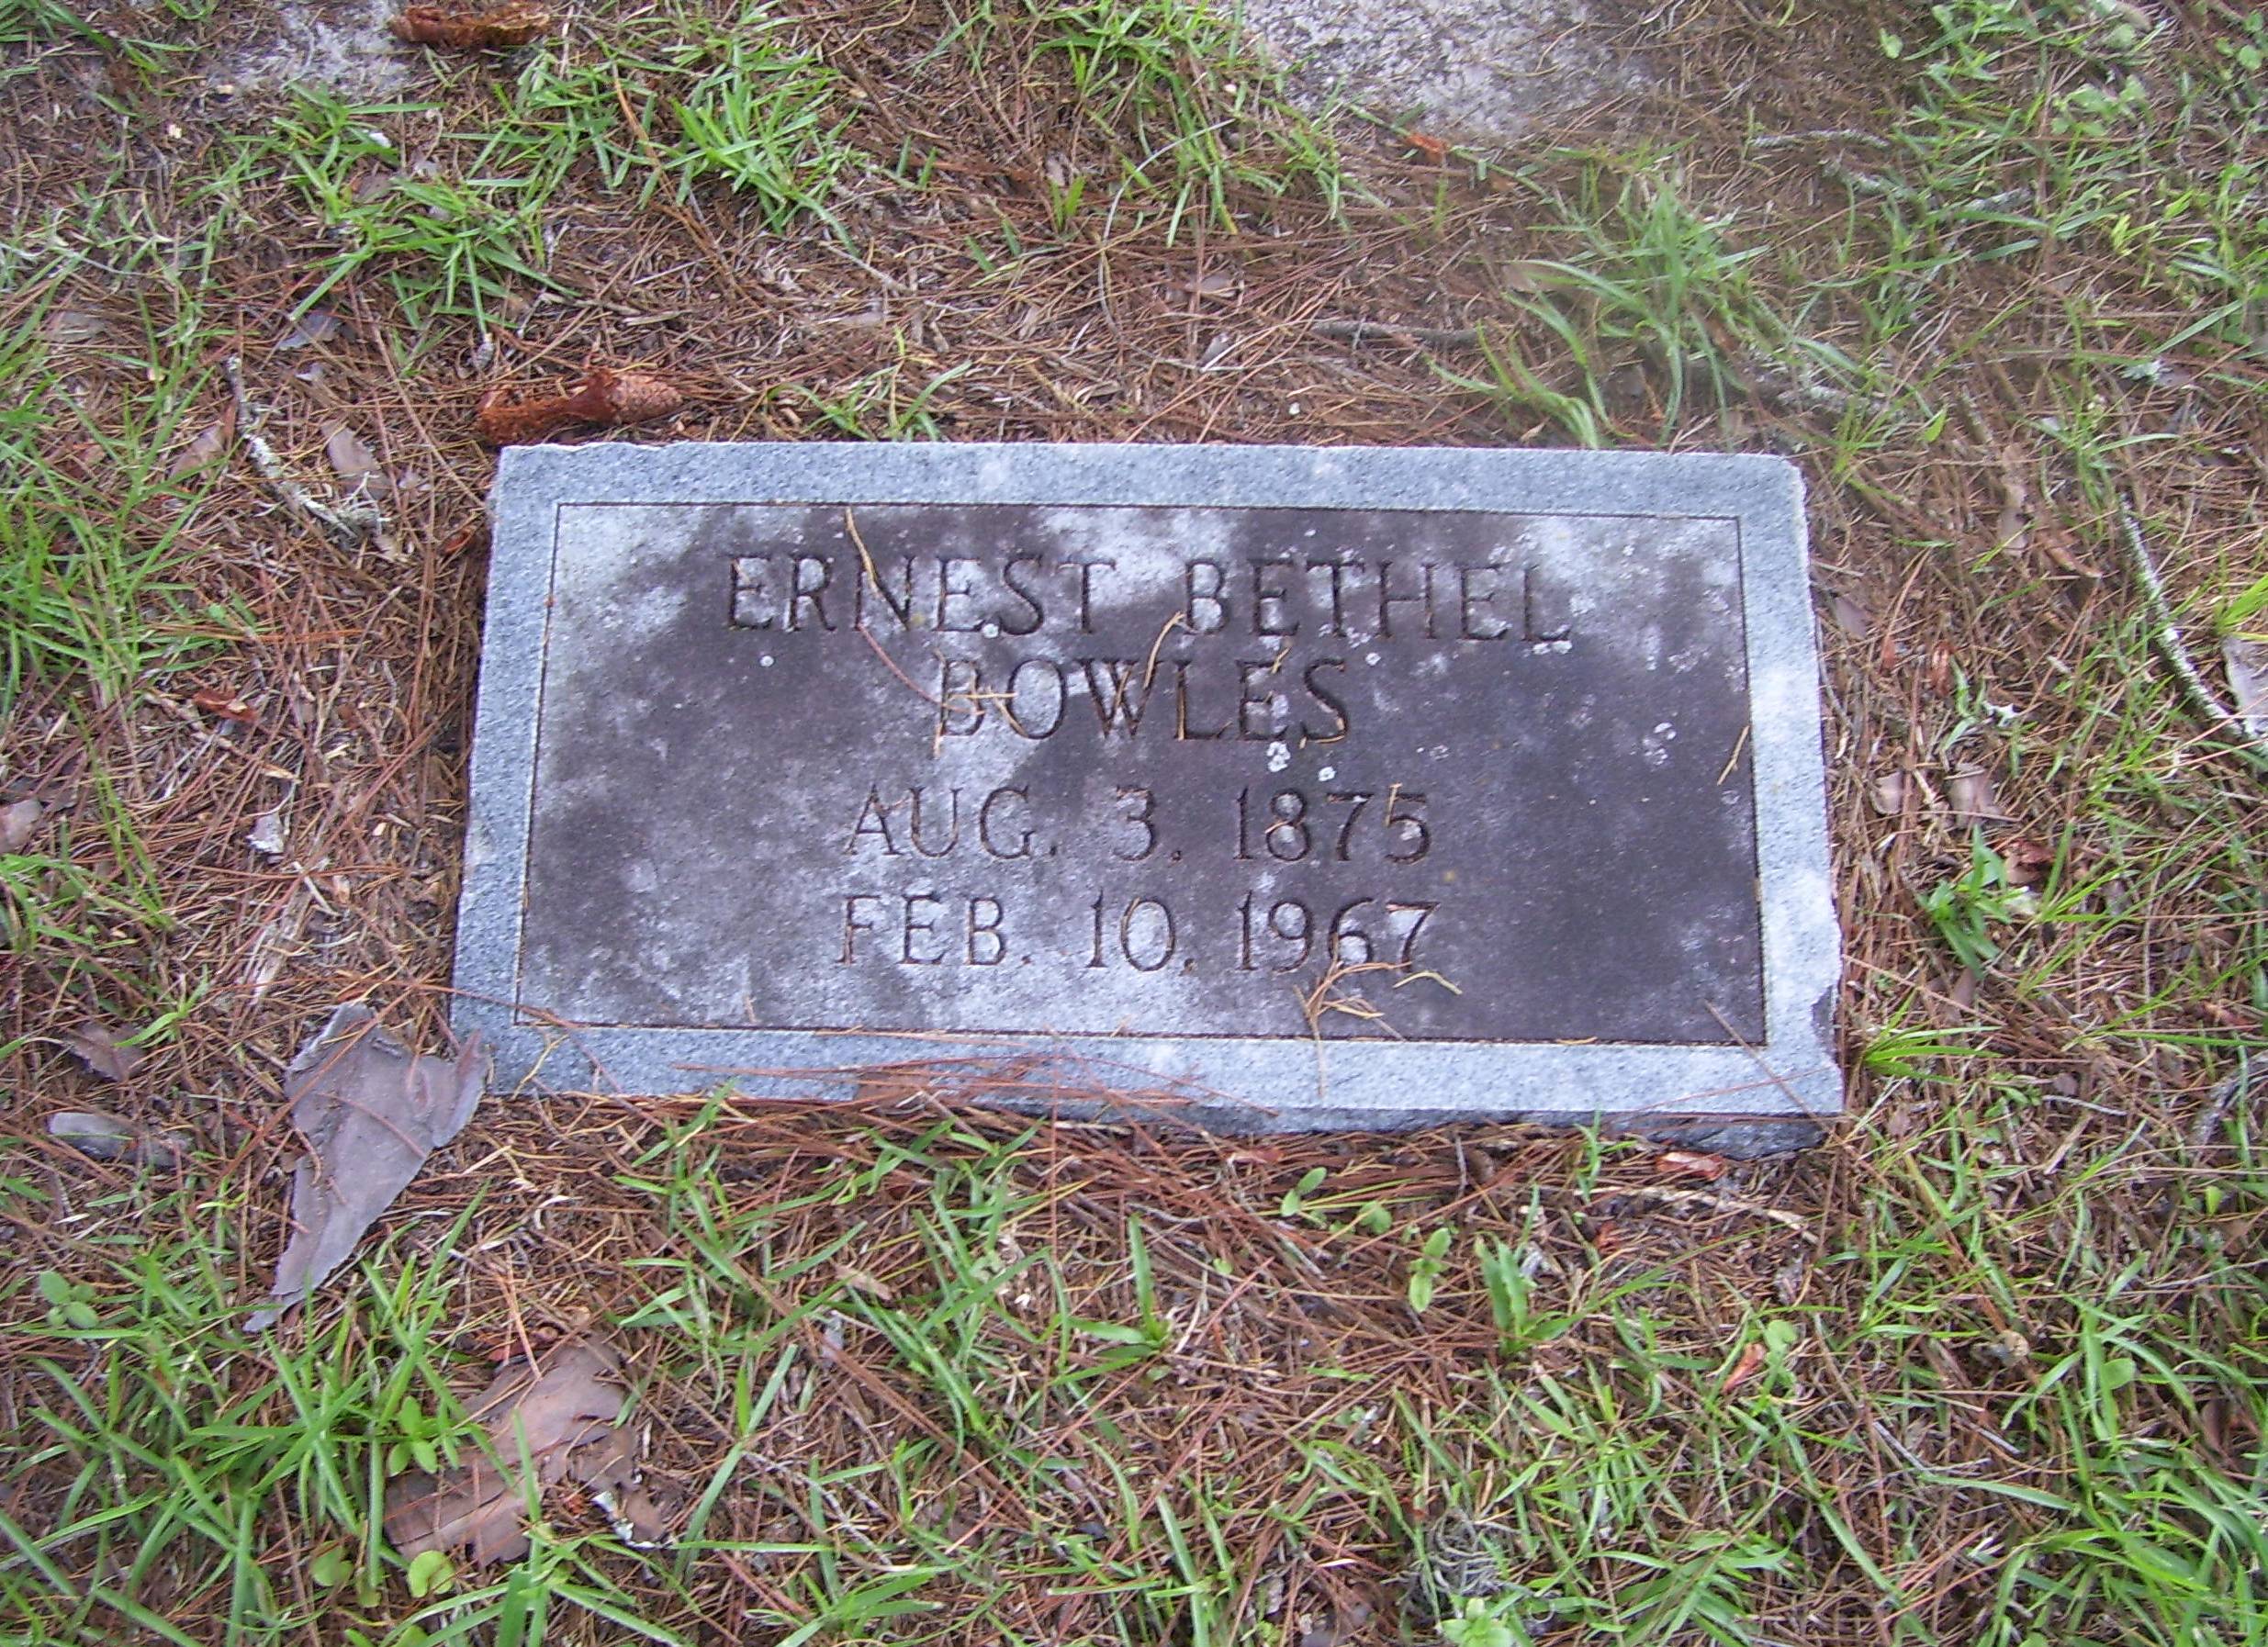 ERNEST BETHEL
BOWLES
AUG. 3. 1875
FEB. 10. 1967